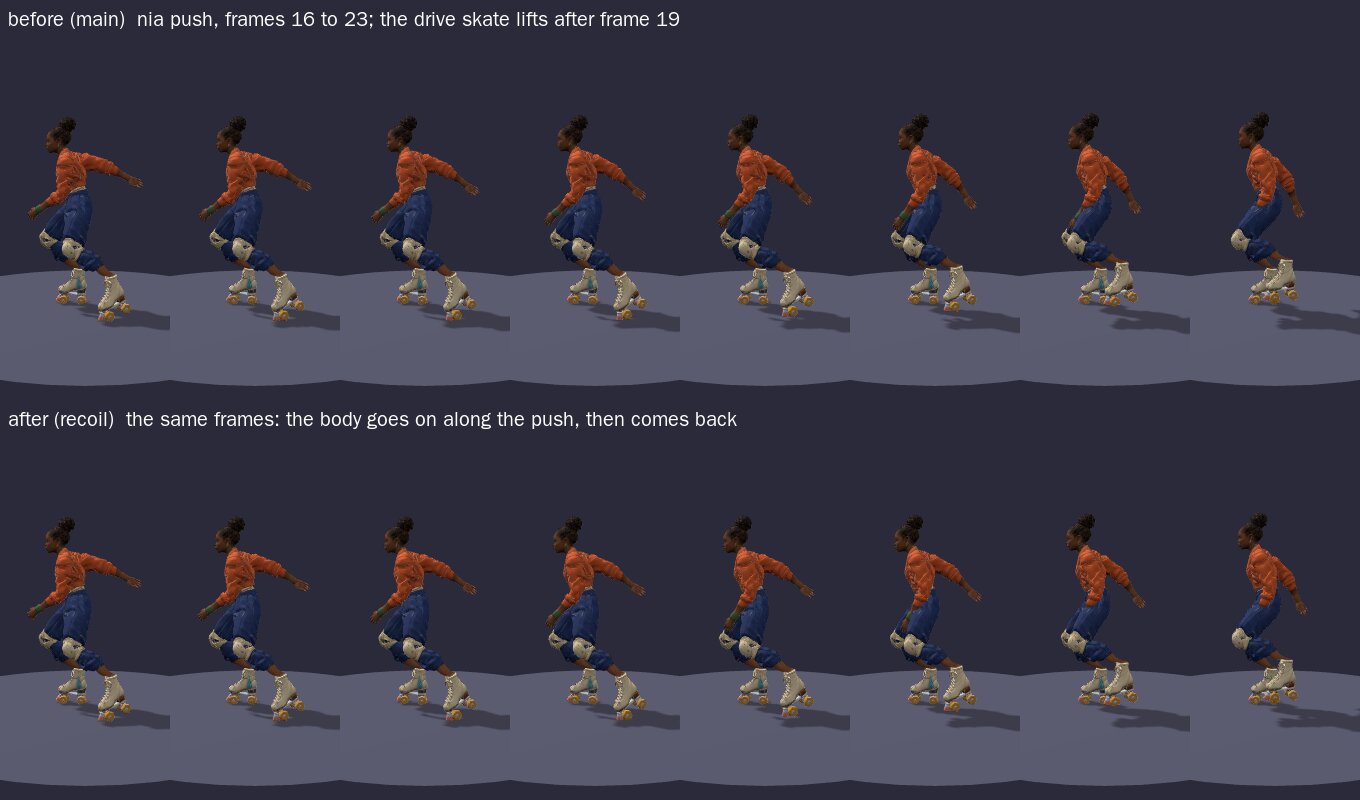 before (main)  nia push, frames 16 to 23; the drive skate lifts after frame 19
after (recoil)  the same frames: the body goes on along the push, then comes back